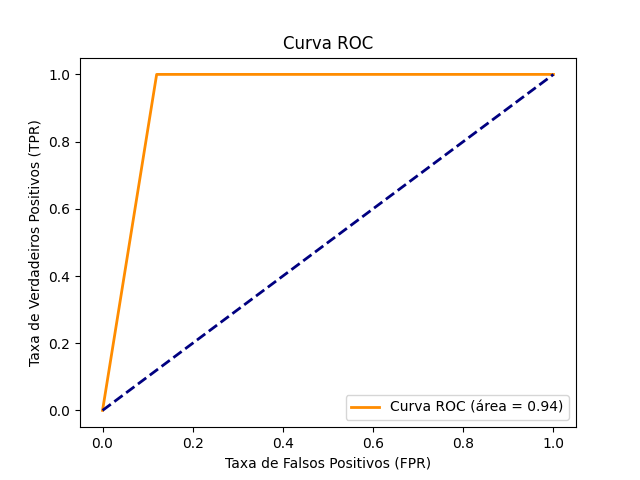 Curva ROC
1.0
0.8
0.6
0.4
0.2
0.0
Taxa de Verdadeiros Positivos (TPR)
Curva ROC (área = 0.94)
0.0 0.2 0.4 0.6 0.8 1.0
Taxa de Falsos Positivos (FPR)